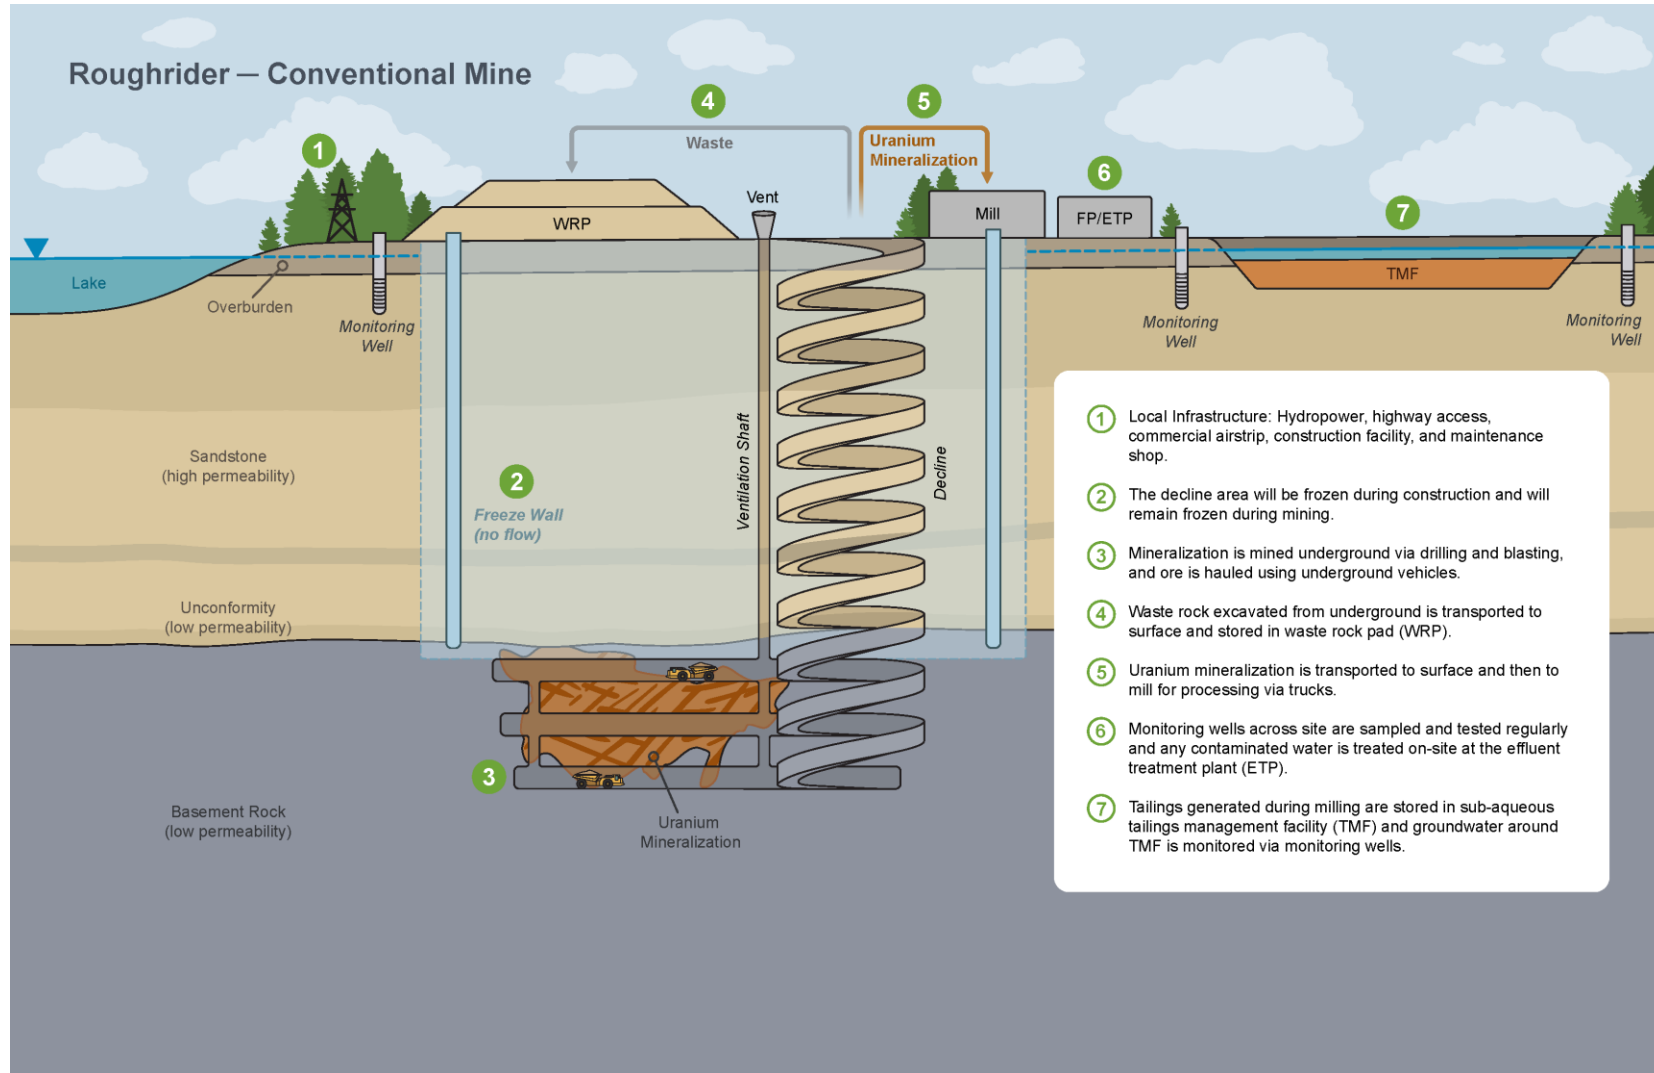 Roughrider — Conventional Mine
4
5
Waste
Uranium
Mineralization
1
6
7
Vent
WRP
Mill
FP/ETP
Lake
Overburden
TMF
Monitoring
Well
Monitoring
Well
Monitoring
Well
Sandstone
(high permeability)
2
Freeze Wall
(no flow)
Ventilation Shaft
Decline
Unconformity
(low permeability)
3
Basement Rock
(low permeability)
Uranium
Mineralization
1 Local Infrastructure: Hydropower, highway access,
commercial airstrip, construction facility, and maintenance
shop.
2 The decline area will be frozen during construction and will
remain frozen during mining.
3 Mineralization is mined underground via drilling and blasting,
and ore is hauled using underground vehicles.
4 Waste rock excavated from underground is transported to
surface and stored in waste rock pad (WRP).
5 Uranium mineralization is transported to surface and then to
mill for processing via trucks.
6 Monitoring wells across site are sampled and tested regularly
and any contaminated water is treated on-site at the effluent
treatment plant (ETP).
7 Tailings generated during milling are stored in sub-aqueous
tailings management facility (TMF) and groundwater around
TMF is monitored via monitoring wells.